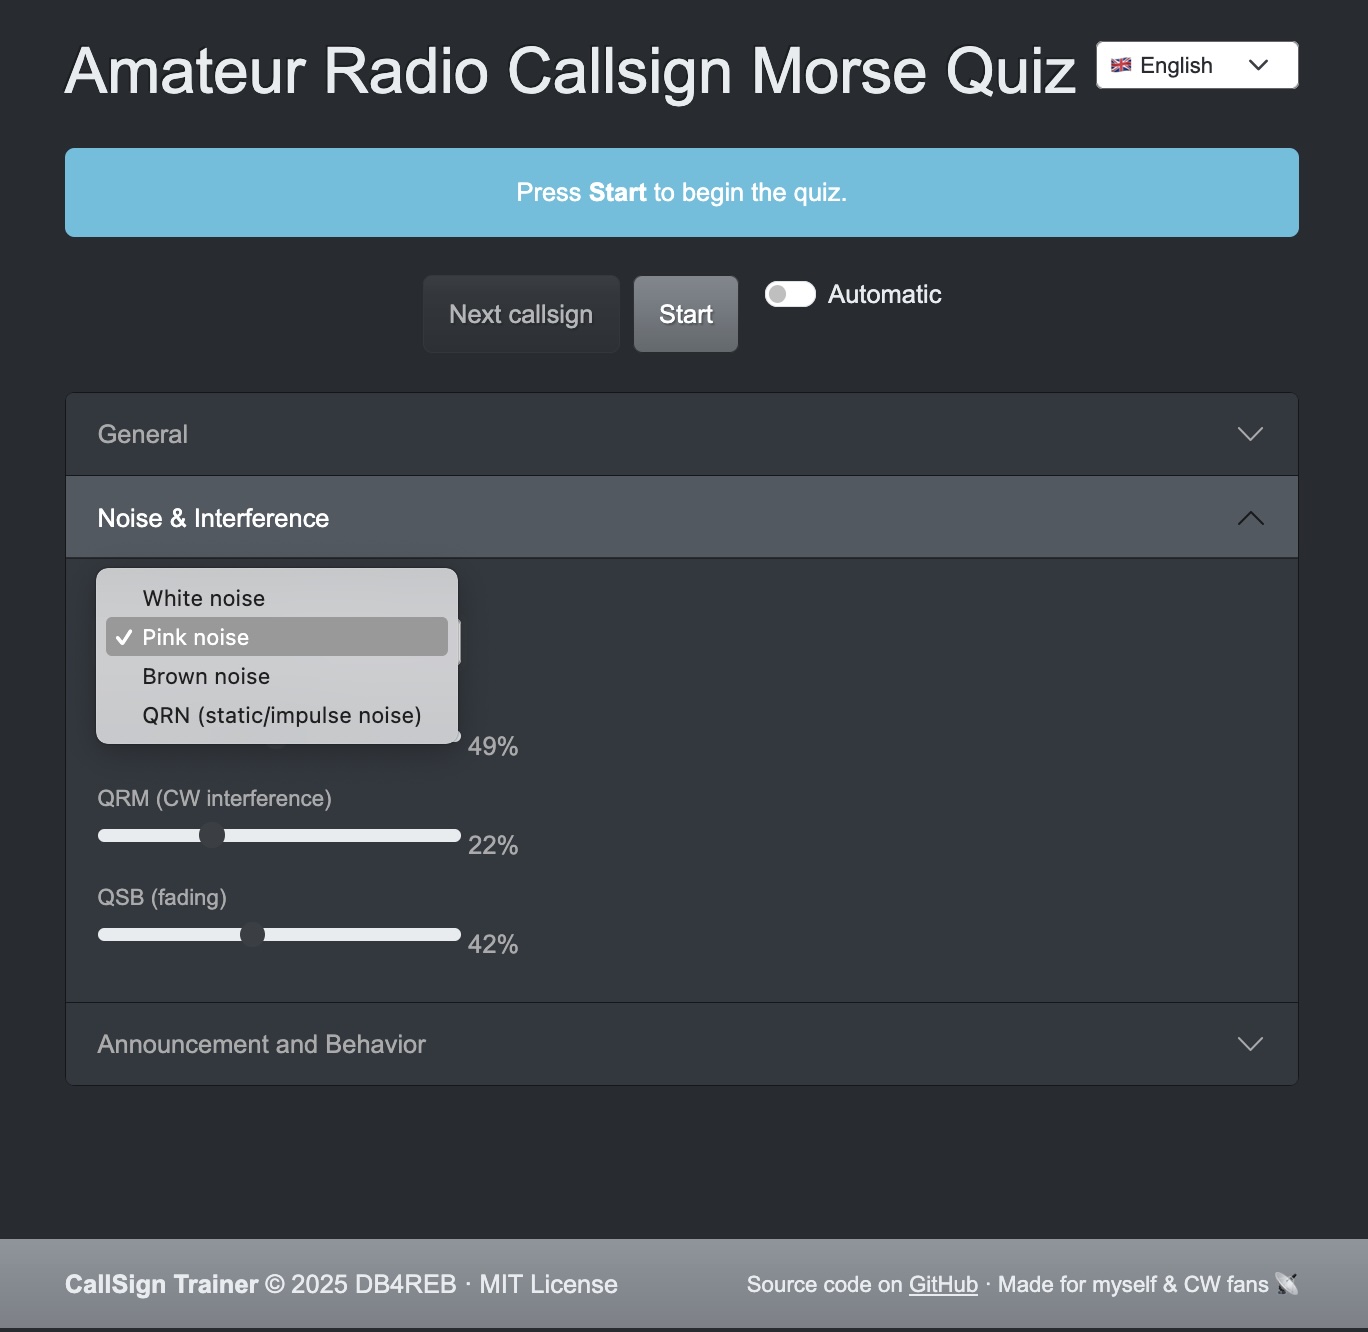 Amateur Radio Callsign Morse Quiz
English
Press Start to begin the quiz.
Next callsign
Start
Automatic
General
Noise & Interference
White noise
Pink noise
Brown noise
QRN (static/impulse noise)
49%
QRM (CW interference)
22%
QSB (fading)
42%
Announcement and Behavior
CallSign Trainer © 2025 DB4REB · MIT License
Source code on GitHub · Made for myself & CW fans